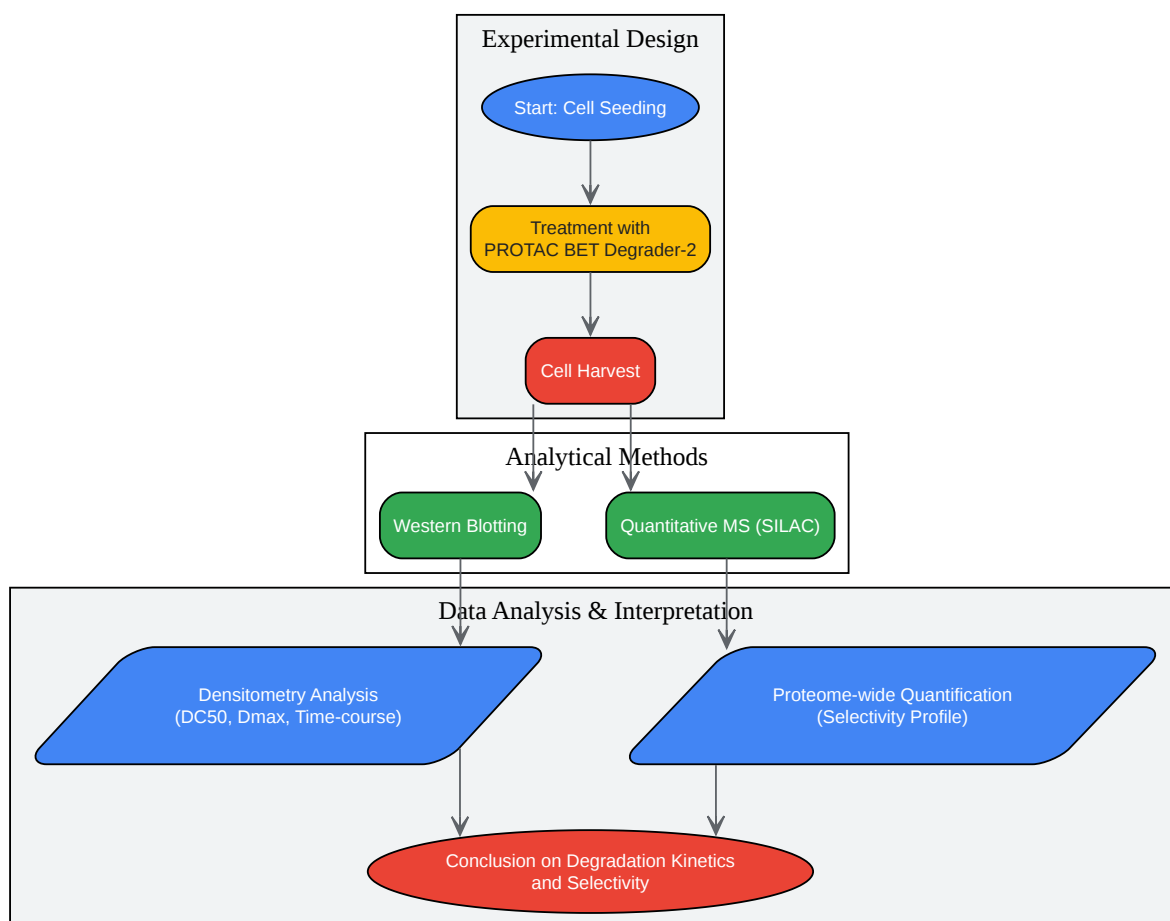 Experimental Design
Start: Cell Seeding
Treatment with
PROTAC BET Degrader-2
Cell Harvest
Analytical Methods
Western Blotting
Quantitative MS (SILAC)
Data Analysis & Interpretation
Densitometry Analysis
(DC50, Dmax, Time-course)
Proteome-wide Quantification
(Selectivity Profile)
Conclusion on Degradation Kinetics
and Selectivity